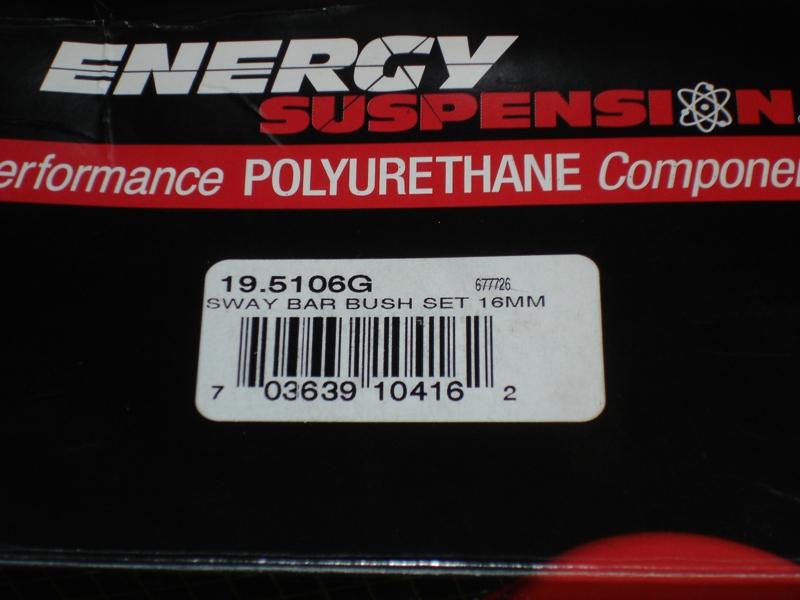 ENERGY
SUSPENSION.
erformance POLYURETHANE Componen
19.5106G 677726
SWAY BAR BUSH SET 16MM
7 03639 10416 2